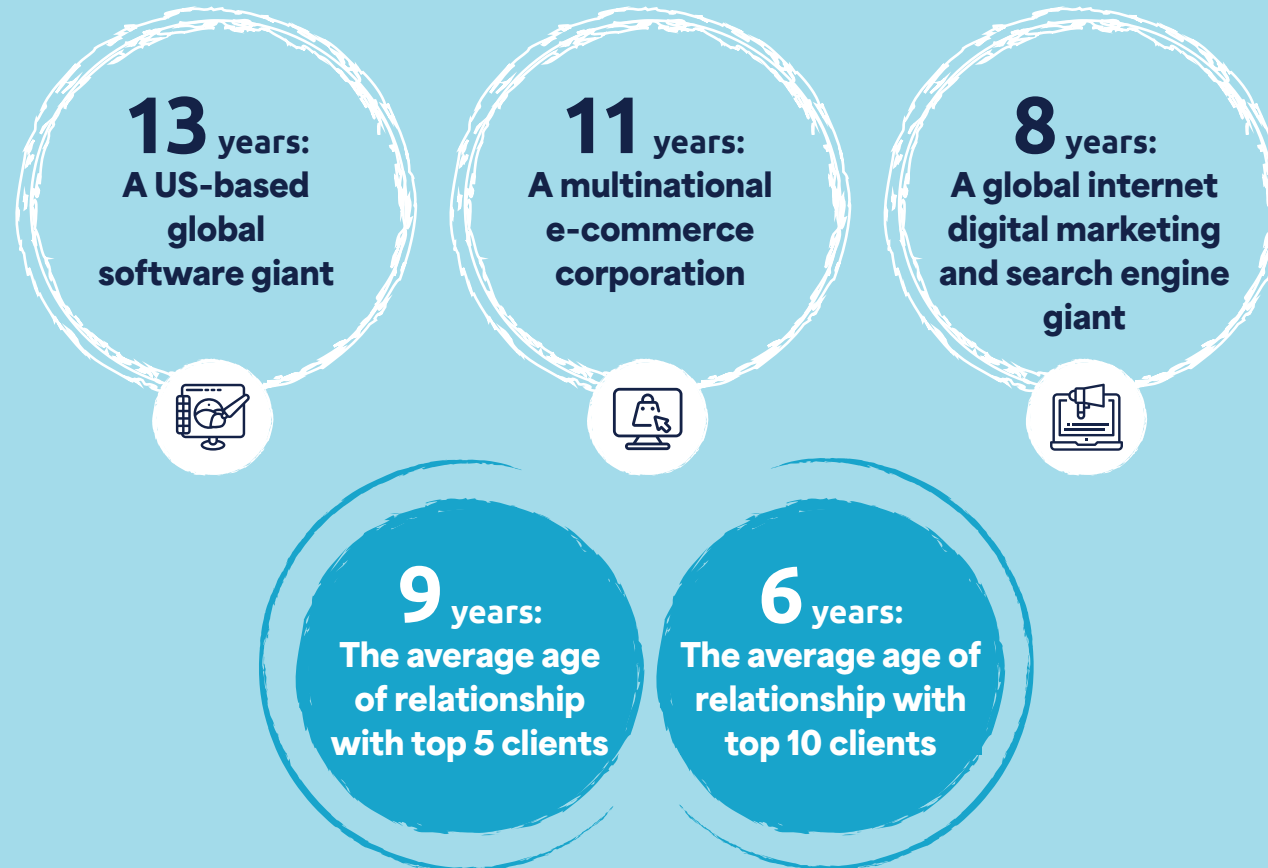 13 years:
A US-based
global
software giant
11 years:
A multinational
e-commerce
corporation
8 years:
A global internet
digital marketing
and search engine
giant
9 years:
The average age
of relationship
with top 5 clients
6 years:
The average age of
relationship with
top 10 clients